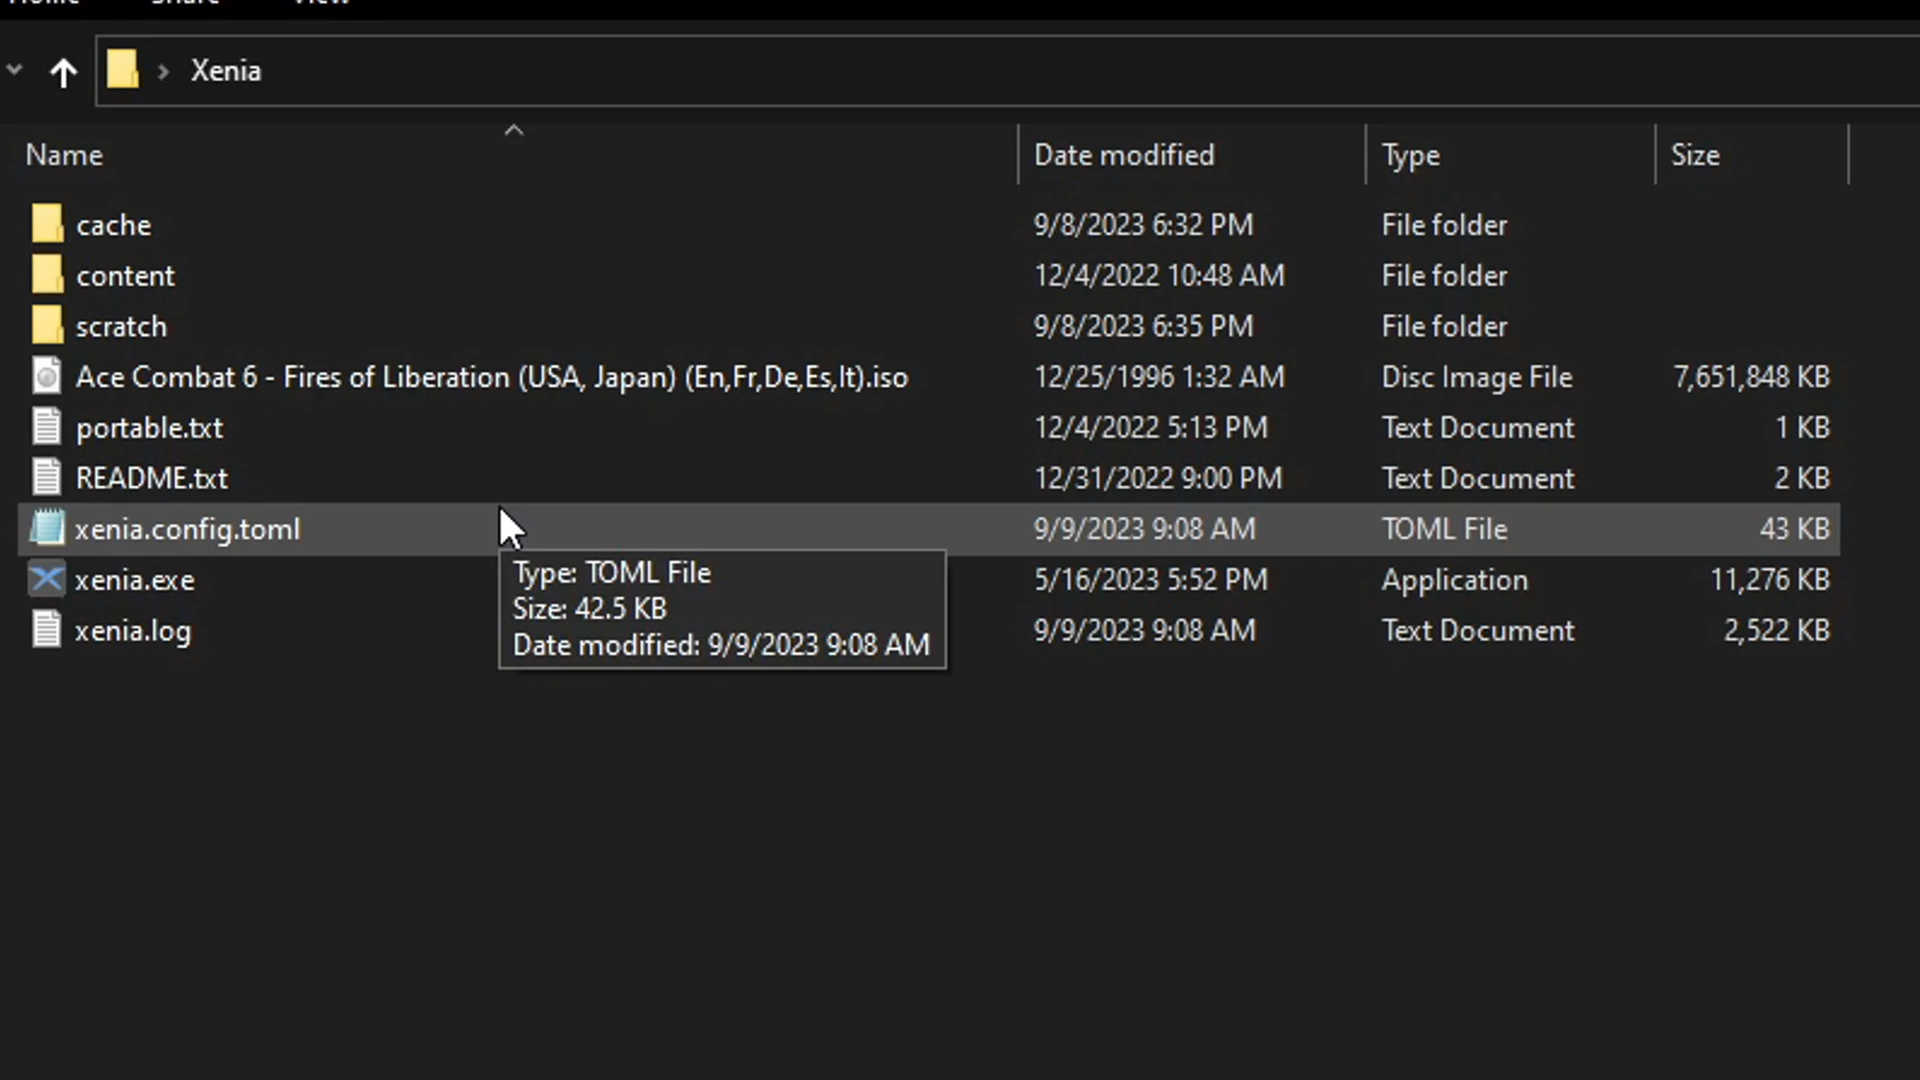 Home Share View
Xenia
Name Date modified Type Size
cache 9/8/2023 6:32 PM File folder
content 12/4/2022 10:48 AM File folder
scratch 9/8/2023 6:35 PM File folder
Ace Combat 6 - Fires of Liberation (USA, Japan) (En,Fr,De,Es,It).iso 12/25/1996 1:32 AM Disc Image File 7,651,848 KB
portable.txt 12/4/2022 5:13 PM Text Document 1 KB
README.txt 12/31/2022 9:00 PM Text Document 2 KB
xenia.config.toml 9/9/2023 9:08 AM TOML File 43 KB
xenia.exe 5/16/2023 5:52 PM Application 11,276 KB
xenia.log 9/9/2023 9:08 AM Text Document 2,522 KB
Type: TOML File
Size: 42.5 KB
Date modified: 9/9/2023 9:08 AM